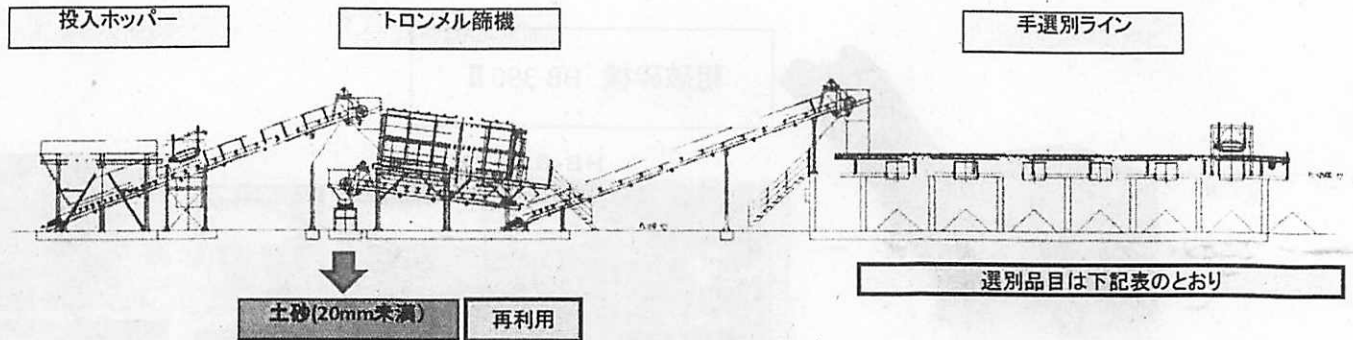 投入ホッパー
トロンメル篩機
手選別ライン
選別品目は下記表のとおり
土砂(20mm未満)
再利用